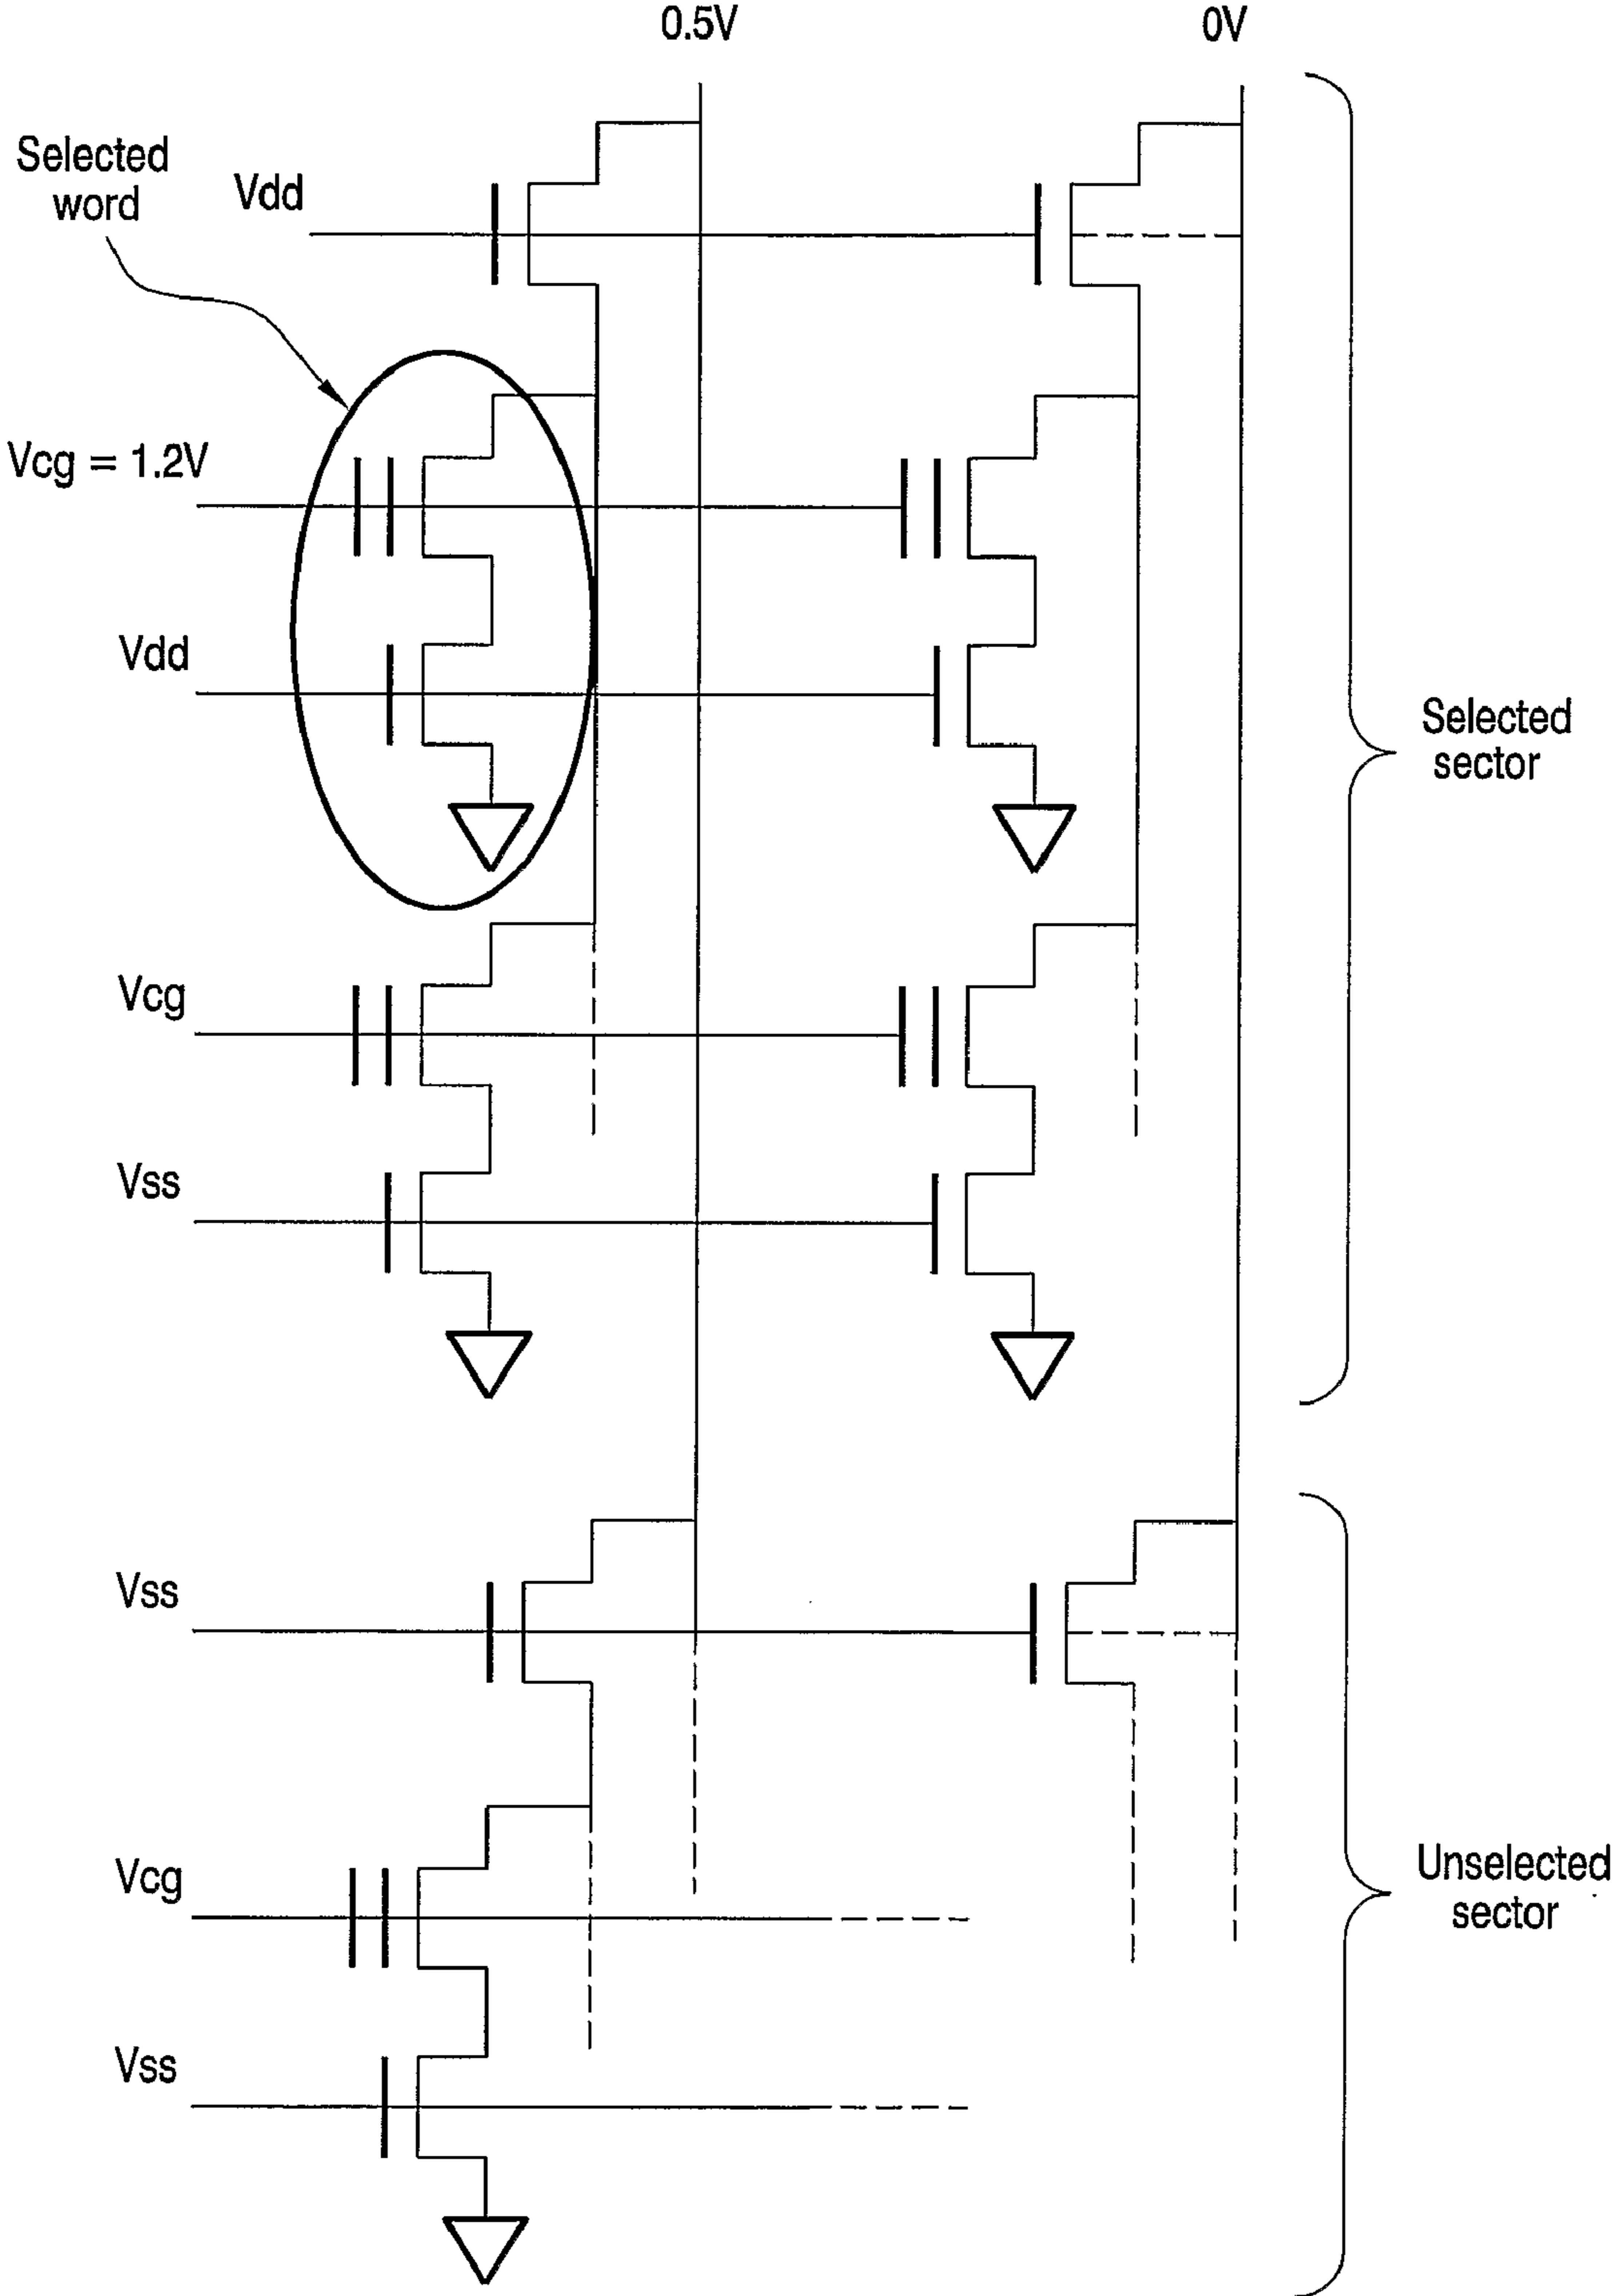 0.5V
0V
Selected
word
Vdd
Vcg = 1.2V
Vdd
Selected
sector
Vcg
Vss
Vss
Vcg
Unselected
sector
Vss